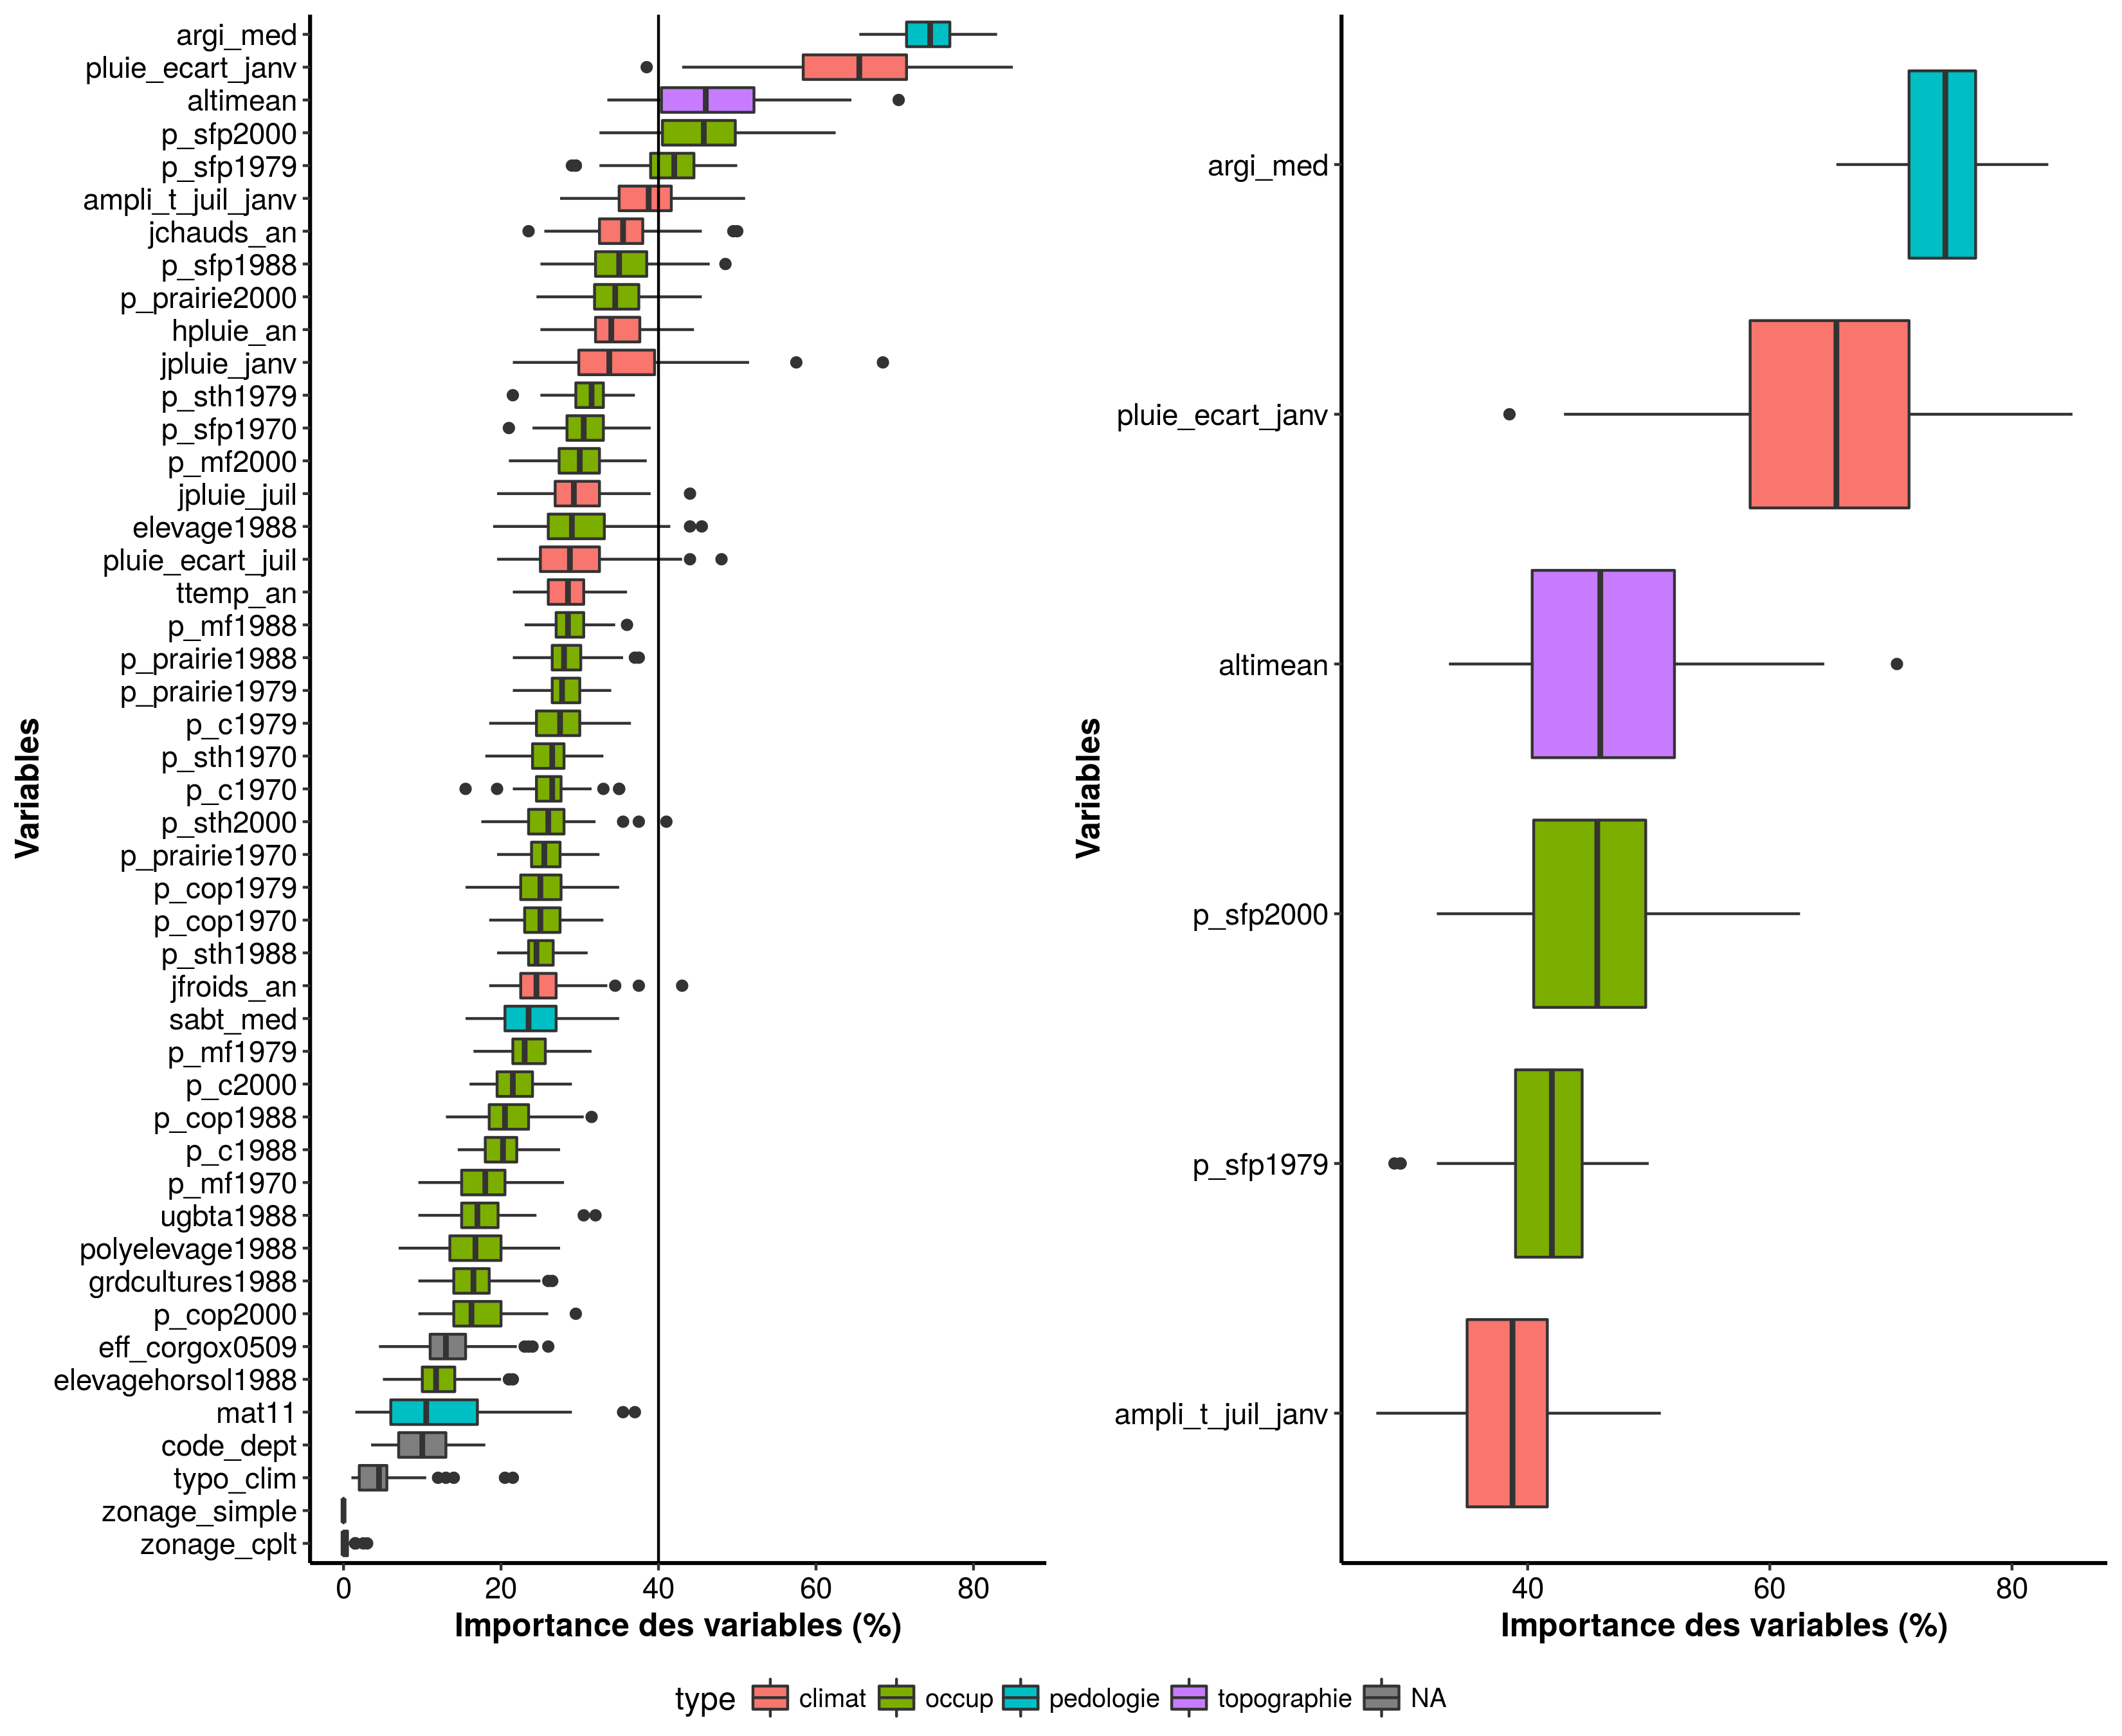 argi_med
pluie_ecart_janv
altimean
p_sfp2000
p_sfp1979
ampli_t_juil_janv
jchauds_an
p_sfp1988
p_prairie2000
hpluie_an
jpluie_janv
p_sth1979
p_sfp1970
p_mf2000
jpluie_juil
elevage1988
pluie_ecart_juil
ttemp_an
p_mf1988
p_prairie1988
p_prairie1979
p_c1979
p_sth1970
p_c1970
p_sth2000
p_prairie1970
p_cop1979
p_cop1970
p_sth1988
jfroids_an
sabt_med
p_mf1979
p_c2000
p_cop1988
p_c1988
p_mf1970
ugbta1988
polyelevage1988
grdcultures1988
p_cop2000
eff_corgox0509
elevagehorsol1988
mat11
code_dept
typo_clim
zonage_simple
zonage_cplt
Variables
0 20 40 60 80
Importance des variables (%)
argi_med
pluie_ecart_janv
altimean
p_sfp2000
p_sfp1979
ampli_t_juil_janv
Variables
40 60 80
Importance des variables (%)
type climat occup pedologie topographie NA